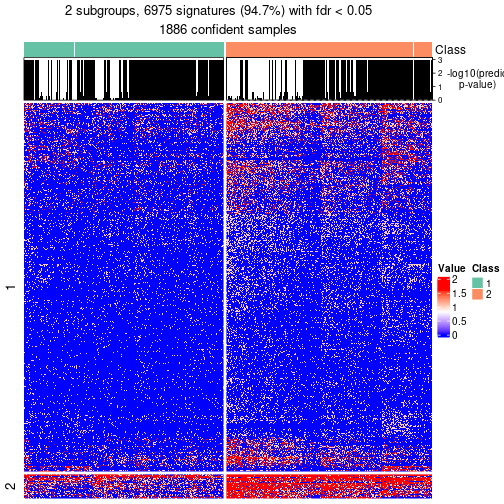 2 subgroups, 6975 signatures (94.7%) with fdr < 0.05
1886 confident samples
Class
3
2
1
0
-log10(predic
p-value)
1
2
Value
2
1.5
1
0.5
0
Class
1
2